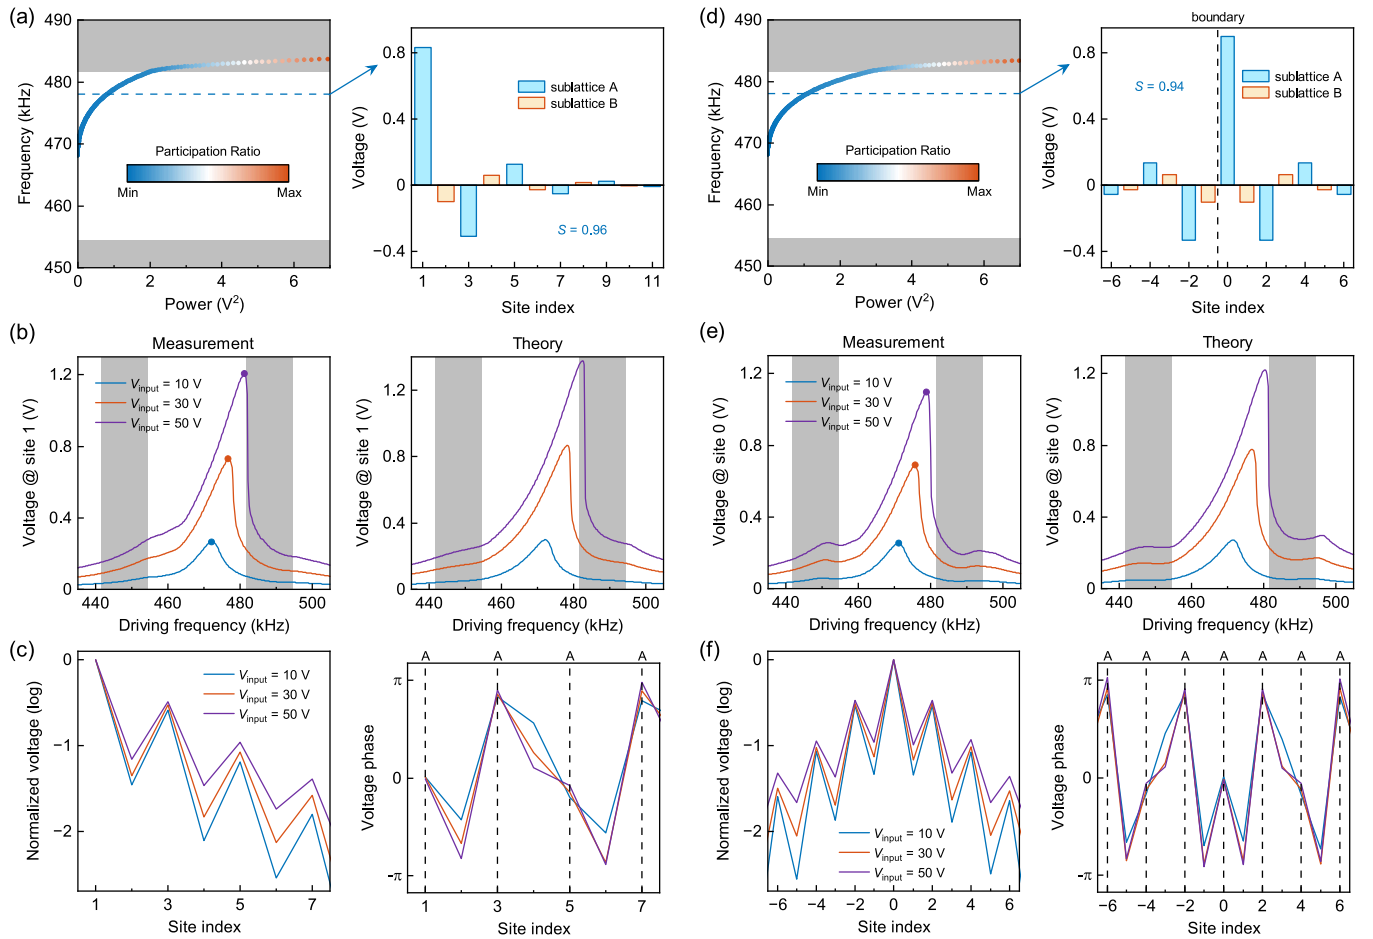 (a)
490
480
470
460
450
Frequency (kHz)
Participation Ratio
Min
Max
0
2
4
6
Power (V²)
0.8
0.4
0
−0.4
Voltage (V)
sublattice A
sublattice B
S = 0.96
1
3
5
7
9
11
Site index
(d)
490
480
470
460
450
Frequency (kHz)
Participation Ratio
Min
Max
0
2
4
6
Power (V²)
boundary
0.8
0.4
0
−0.4
Voltage (V)
S = 0.94
sublattice A
sublattice B
−6
−4
−2
0
2
4
6
Site index
(b)
Measurement
1.2
0.8
0.4
0
Voltage @ site 1 (V)
Vinput = 10 V
Vinput = 30 V
Vinput = 50 V
440
460
480
500
Driving frequency (kHz)
Theory
1.2
0.8
0.4
0
Voltage @ site 1 (V)
440
460
480
500
Driving frequency (kHz)
(e)
Measurement
1.2
0.8
0.4
0
Voltage @ site 0 (V)
Vinput = 10 V
Vinput = 30 V
Vinput = 50 V
440
460
480
500
Driving frequency (kHz)
Theory
1.2
0.8
0.4
0
Voltage @ site 0 (V)
440
460
480
500
Driving frequency (kHz)
(c)
0
−1
−2
Normalized voltage (log)
Vinput = 10 V
Vinput = 30 V
Vinput = 50 V
1
3
5
7
Site index
A
A
A
A
π
0
-π
Voltage phase
1
3
5
7
Site index
(f)
0
−1
−2
Normalized voltage (log)
Vinput = 10 V
Vinput = 30 V
Vinput = 50 V
−6
−4
−2
0
2
4
6
Site index
A
A
A
A
A
A
A
π
0
-π
Voltage phase
−6
−4
−2
0
2
4
6
Site index